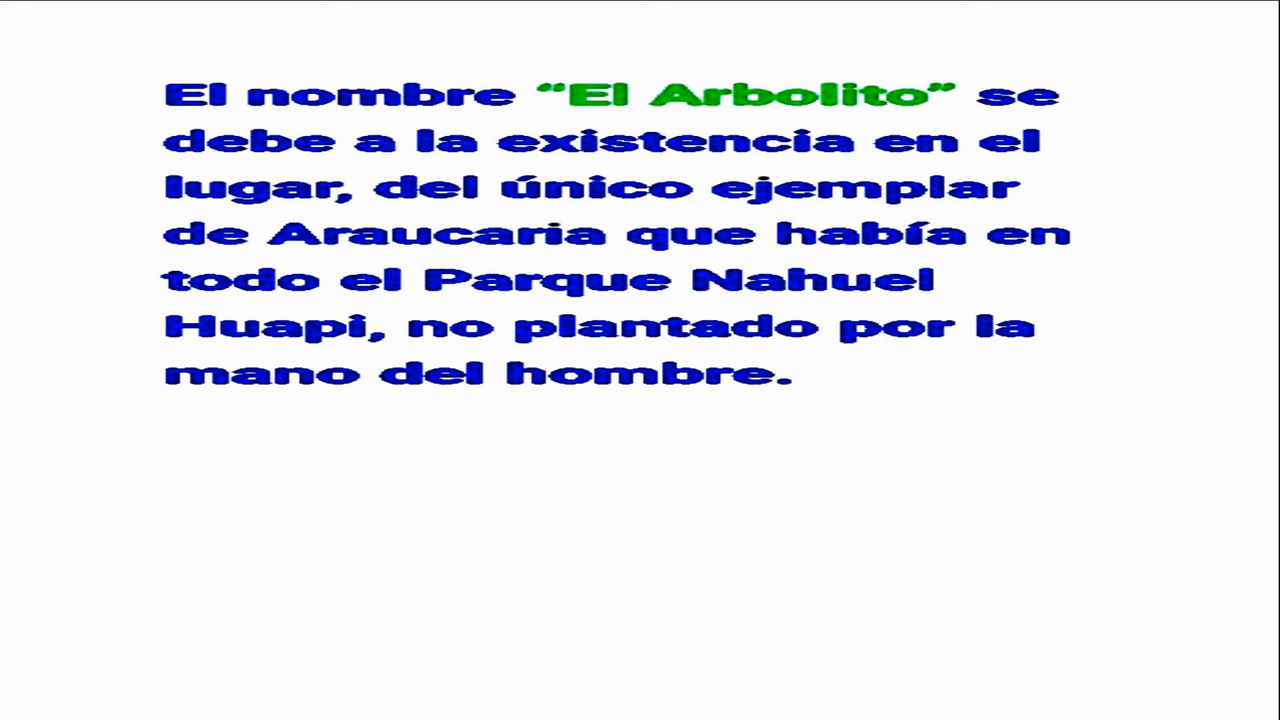 El nombre “El Arbolito” se
debe a la existencia en el
lugar, del único ejemplar
de Araucaria que había en
todo el Parque Nahuel
Huapi, no plantado por la
mano del hombre.